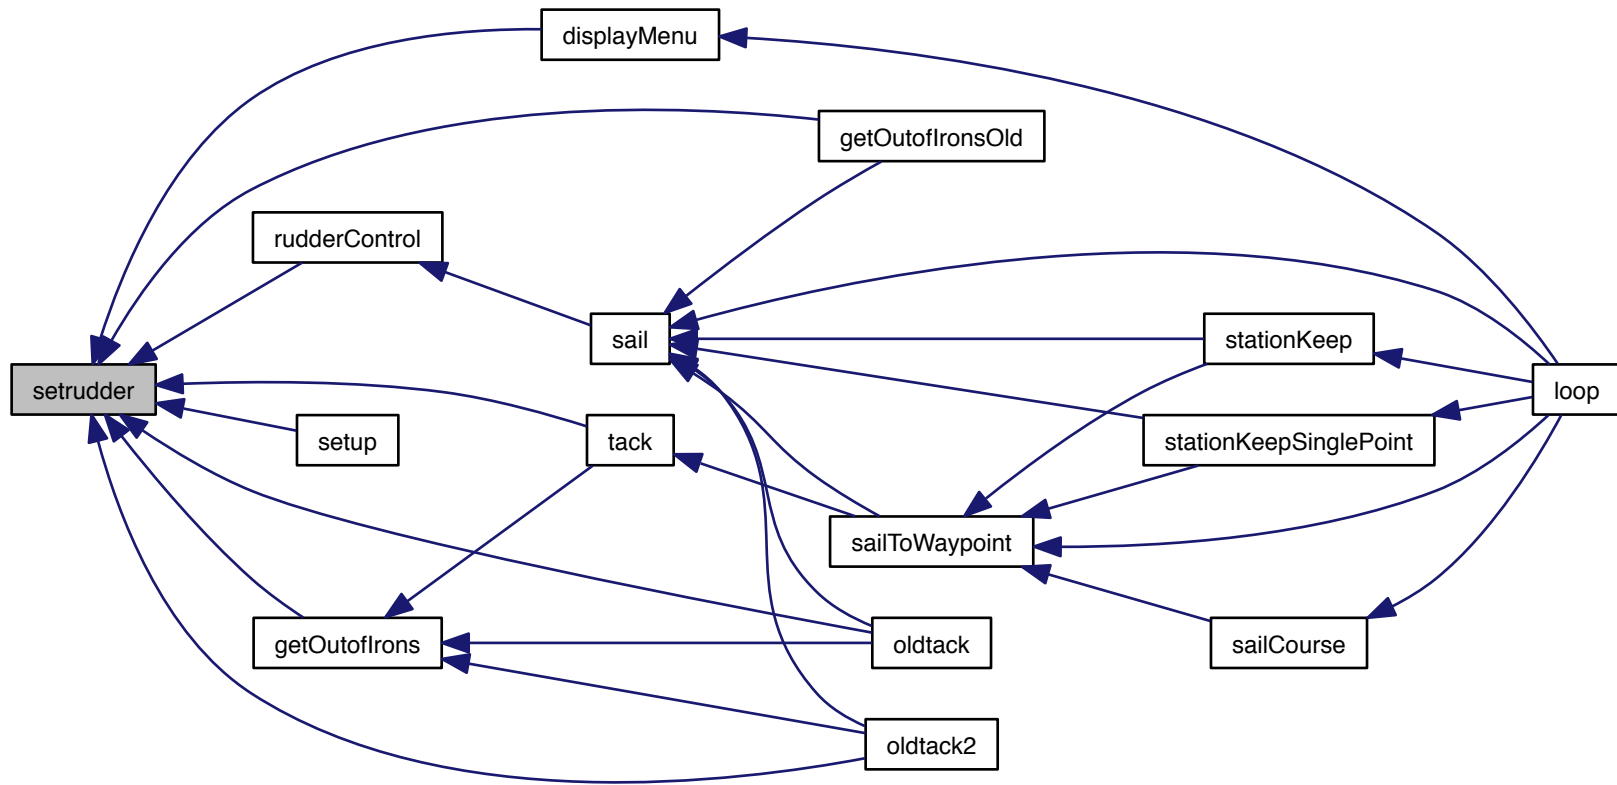 displayMenu
getOutofIronsOld
rudderControl
sail
stationKeep
setrudder
loop
setup
tack
stationKeepSinglePoint
sailToWaypoint
getOutofIrons
oldtack
sailCourse
oldtack2